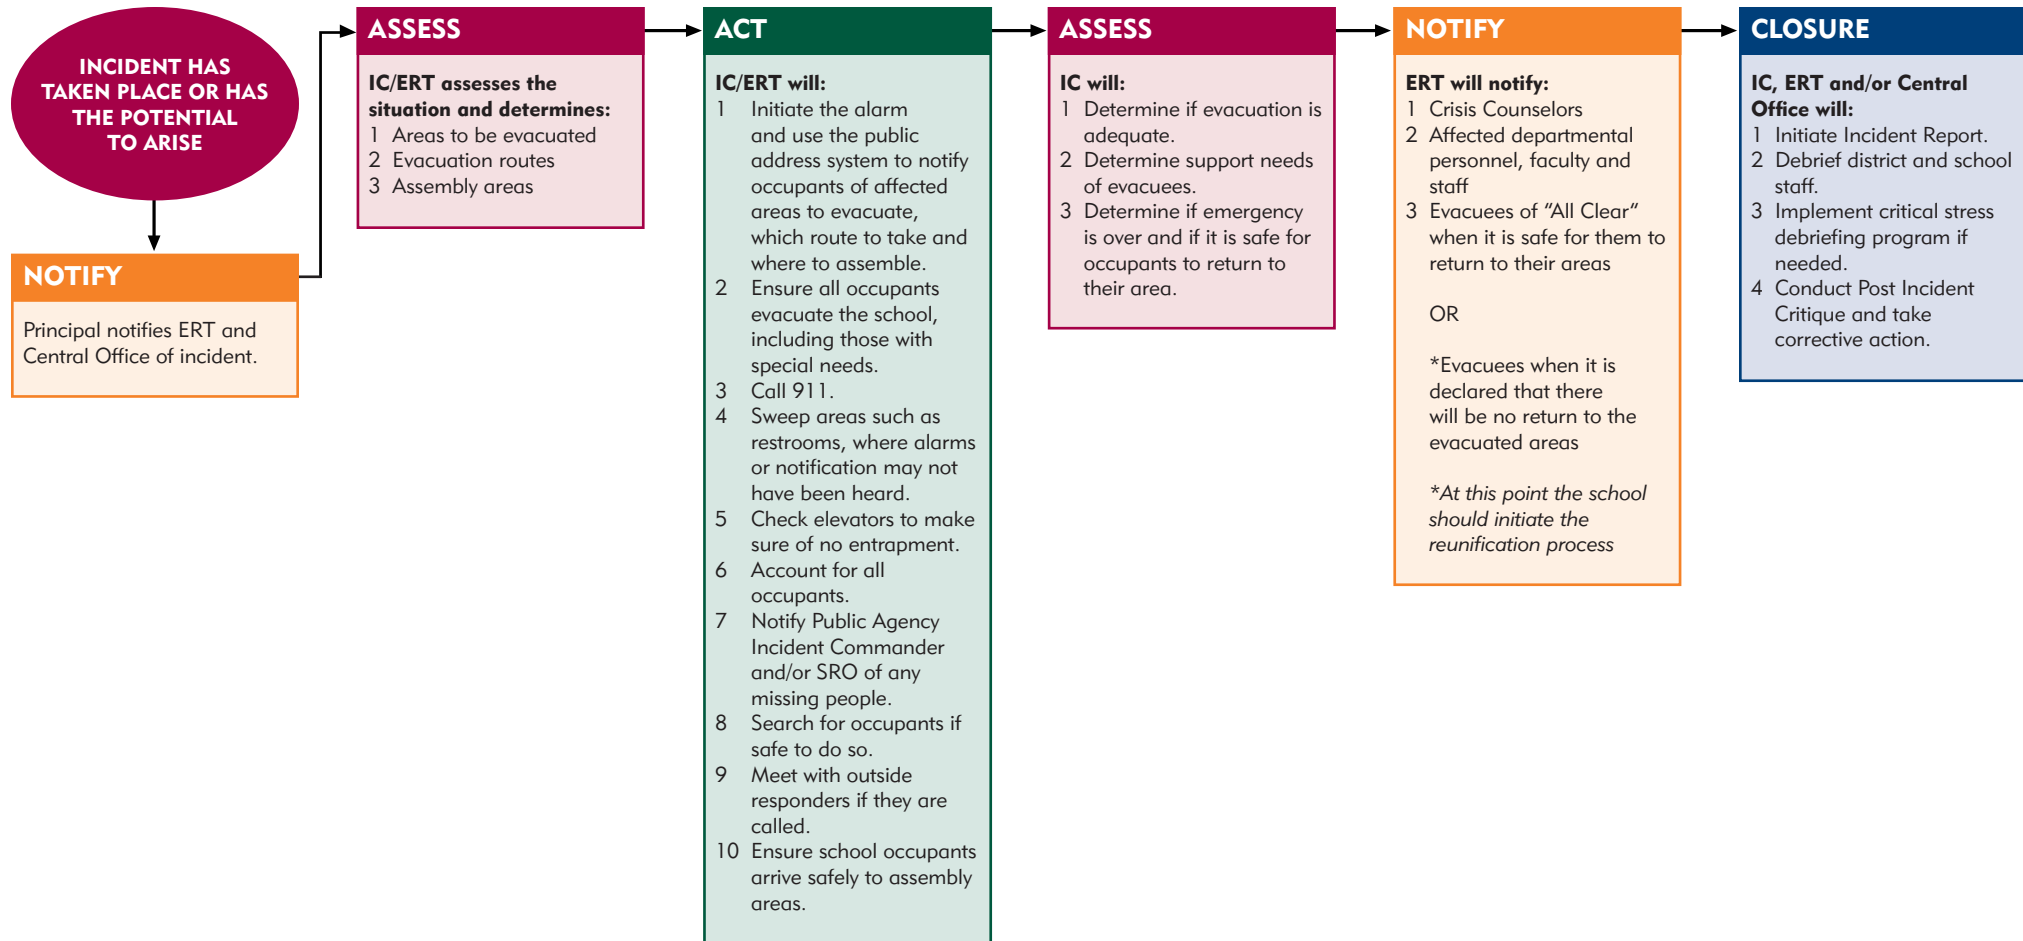 INCIDENT HAS
TAKEN PLACE OR HAS
THE POTENTIAL
TO ARISE
NOTIFY
Principal notifies ERT and
Central Office of incident.
ASSESS
IC/ERT assesses the
situation and determines:
1 Areas to be evacuated
2 Evacuation routes
3 Assembly areas
ACT
IC/ERT will:
1 Initiate the alarm
and use the public
address system to notify
occupants of affected
areas to evacuate,
which route to take and
where to assemble.
2 Ensure all occupants
evacuate the school,
including those with
special needs.
3 Call 911.
4 Sweep areas such as
restrooms, where alarms
or notification may not
have been heard.
5 Check elevators to make
sure of no entrapment.
6 Account for all
occupants.
7 Notify Public Agency
Incident Commander
and/or SRO of any
missing people.
8 Search for occupants if
safe to do so.
9 Meet with outside
responders if they are
called.
10 Ensure school occupants
arrive safely to assembly
areas.
ASSESS
IC will:
1 Determine if evacuation is
adequate.
2 Determine support needs
of evacuees.
3 Determine if emergency
is over and if it is safe for
occupants to return to
their area.
NOTIFY
ERT will notify:
1 Crisis Counselors
2 Affected departmental
personnel, faculty and
staff
3 Evacuees of “All Clear“
when it is safe for them to
return to their areas
OR
*Evacuees when it is
declared that there
will be no return to the
evacuated areas
*At this point the school
should initiate the
reunification process
CLOSURE
IC, ERT and/or Central
Office will:
1 Initiate Incident Report.
2 Debrief district and school
staff.
3 Implement critical stress
debriefing program if
needed.
4 Conduct Post Incident
Critique and take
corrective action.